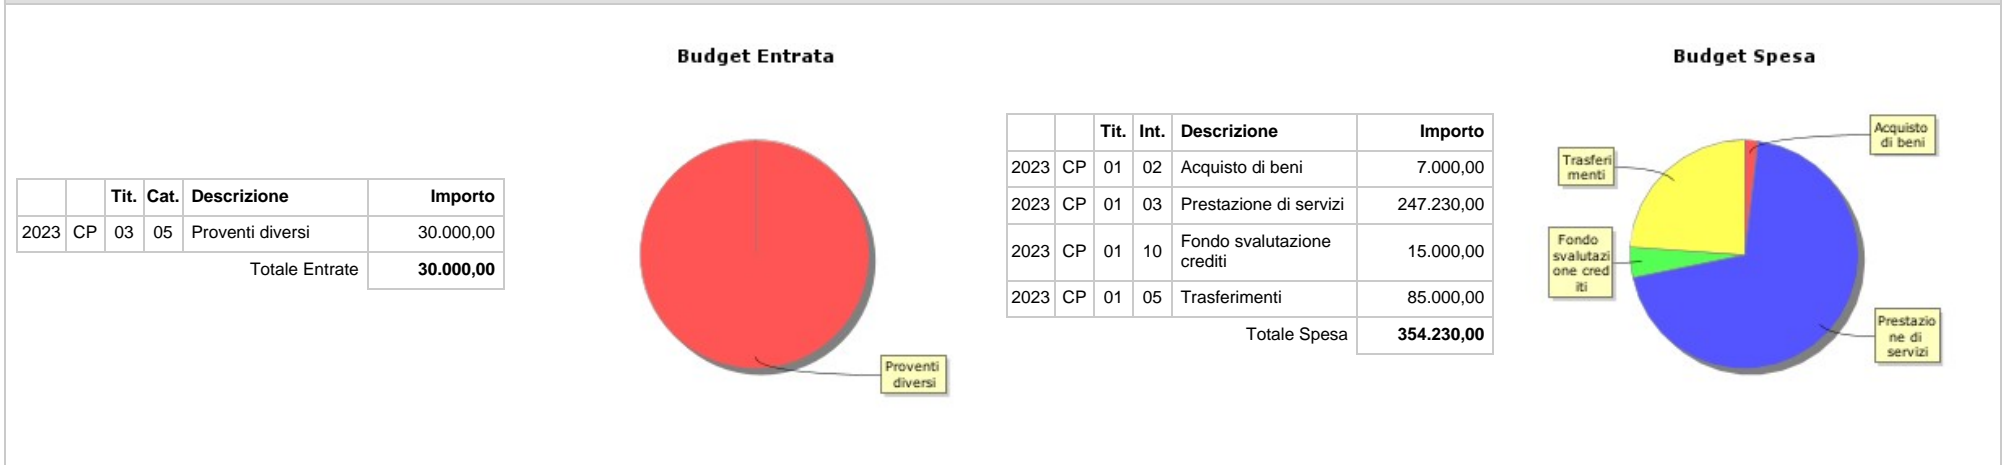 Budget Entrata
Tit. Cat. Descrizione Importo
2023 CP 03 05 Proventi diversi 30.000,00
Totale Entrate 30.000,00
Proventi
diversi
Budget Spesa
Tit. Int. Descrizione Importo
2023 CP 01 02 Acquisto di beni 7.000,00
2023 CP 01 03 Prestazione di servizi 247.230,00
2023 CP 01 10 Fondo svalutazione
crediti 15.000,00
2023 CP 01 05 Trasferimenti 85.000,00
Totale Spesa 354.230,00
Acquisto
di beni
Trasferi
menti
Fondo
svalutazi
one cred
iti
Prestazio
ne di
servizi